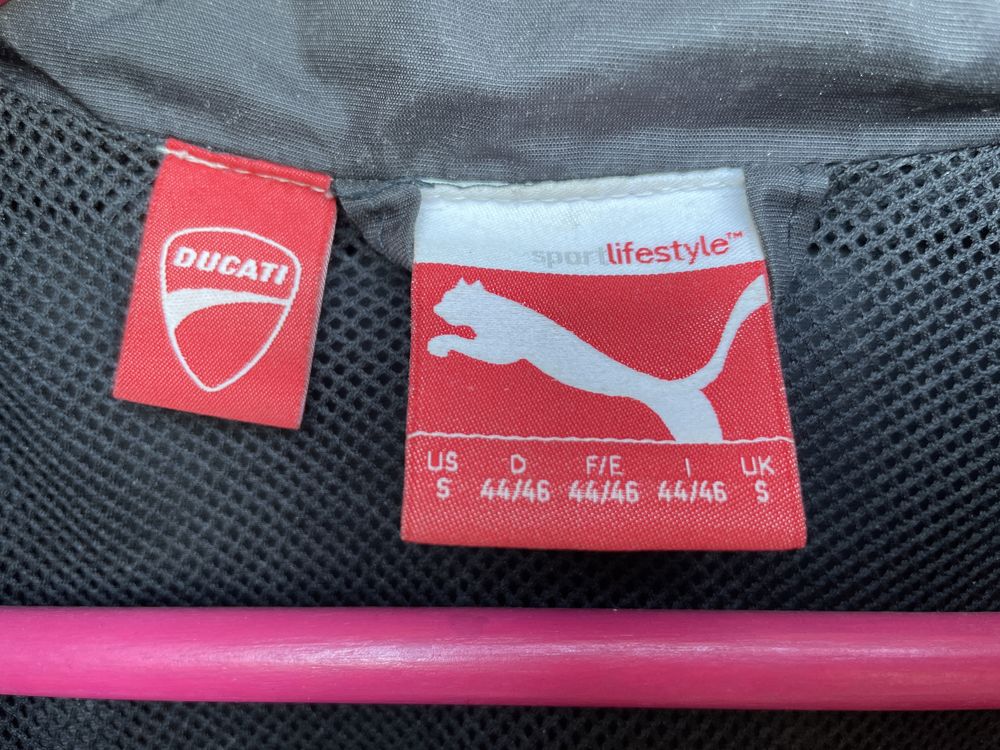 DUCATI
sportlifestyle™
US D F/E I UK
S 44/46 44/46 44/46 S